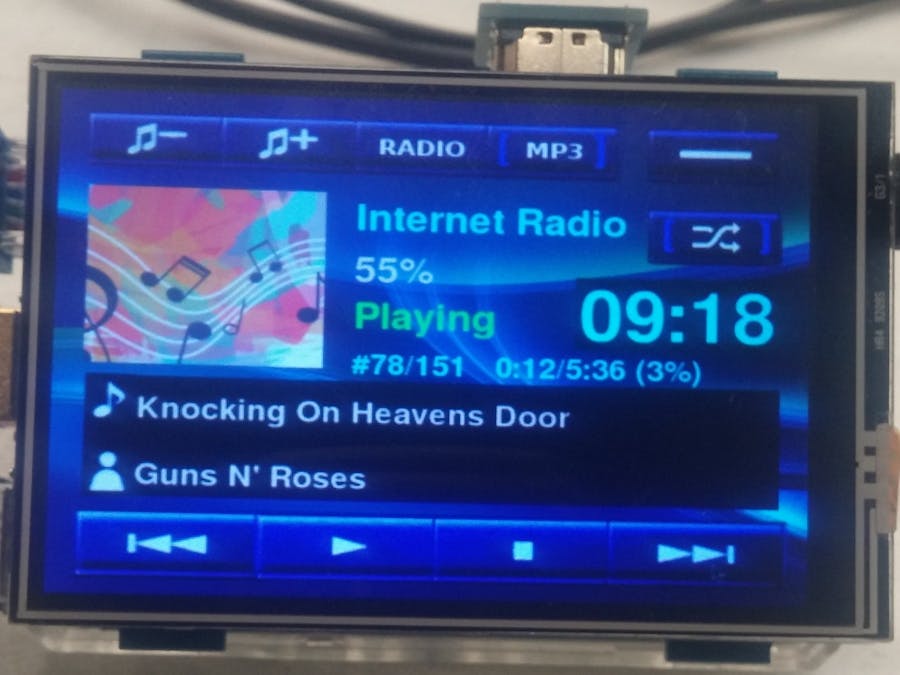 RADIO MP3
Internet Radio
55%
Playing
09:18
#78/151 0:12/5:36 (3%)
Knocking On Heavens Door
Guns N' Roses